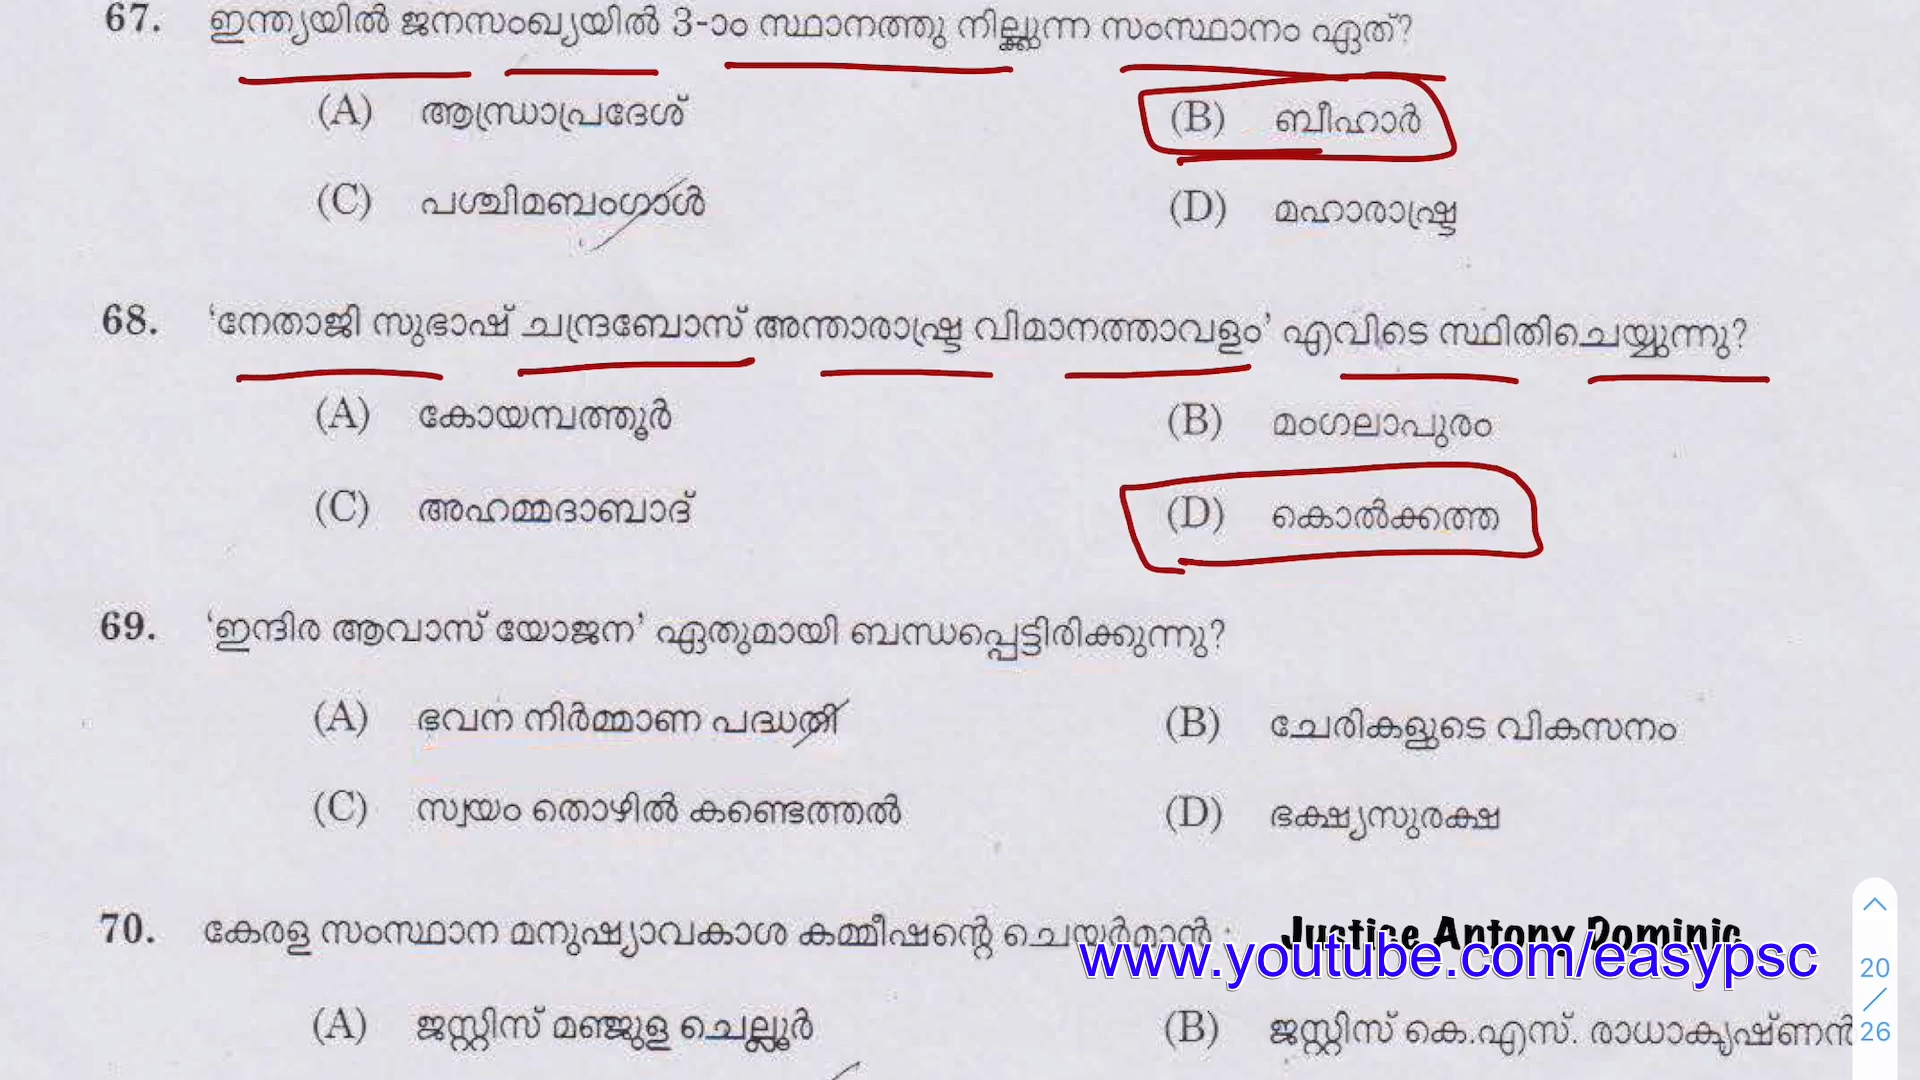 67. ഇന്ത്യയിൽ ജനസംഖ്യയിൽ 3-ാം സ്ഥാനത്തു നില്ക്കുന്ന സംസ്ഥാനം ഏത്?
(A) ആന്ധ്രാപ്രദേശ് (B) ബീഹാർ
(C) പശ്ചിമബംഗാൾ (D) മഹാരാഷ്ട്ര
68. 'നേതാജി സുഭാഷ് ചന്ദ്രബോസ് അന്താരാഷ്ട്ര വിമാനത്താവളം' എവിടെ സ്ഥിതിചെയ്യുന്നു?
(A) കോയമ്പത്തൂർ (B) മംഗലാപുരം
(C) അഹമ്മദാബാദ് (D) കൊൽക്കത്ത
69. 'ഇന്ദിര ആവാസ് യോജന' ഏതുമായി ബന്ധപ്പെട്ടിരിക്കുന്നു?
(A) ഭവന നിർമ്മാണ പദ്ധതി (B) ചേരികളുടെ വികസനം
(C) സ്വയം തൊഴിൽ കണ്ടെത്തൽ (D) ഭക്ഷ്യസുരക്ഷ
70. കേരള സംസ്ഥാന മനുഷ്യാവകാശ കമ്മീഷന്റെ ചെയർമാൻ : Justice Antony Dominic
www.youtube.com/easypsc
(A) ജസ്റ്റിസ് മഞ്ജുള ചെല്ലൂർ (B) ജസ്റ്റിസ് കെ.എസ്. രാധാകൃഷ്ണൻ
20
/
26